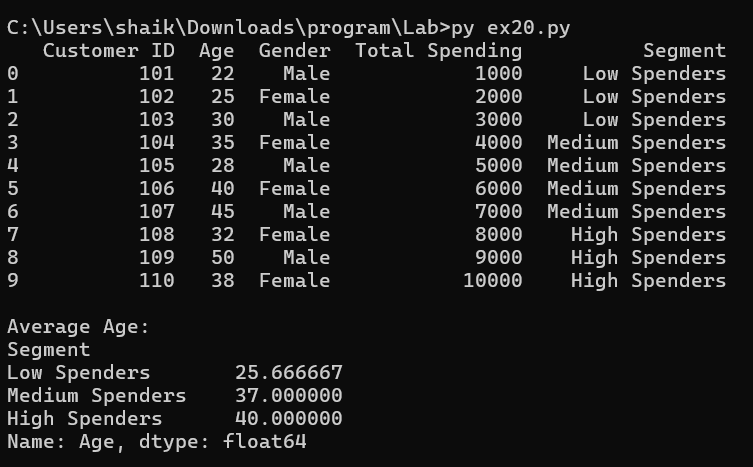 C:\Users\shaik\Downloads\program\Lab>py ex20.py
   Customer ID  Age  Gender  Total Spending           Segment
0          101   22    Male            1000      Low Spenders
1          102   25  Female            2000      Low Spenders
2          103   30    Male            3000      Low Spenders
3          104   35  Female            4000  Medium Spenders
4          105   28    Male            5000  Medium Spenders
5          106   40  Female            6000  Medium Spenders
6          107   45    Male            7000  Medium Spenders
7          108   32  Female            8000     High Spenders
8          109   50    Male            9000     High Spenders
9          110   38  Female           10000     High Spenders

Average Age:
Segment
Low Spenders       25.666667
Medium Spenders    37.000000
High Spenders      40.000000
Name: Age, dtype: float64